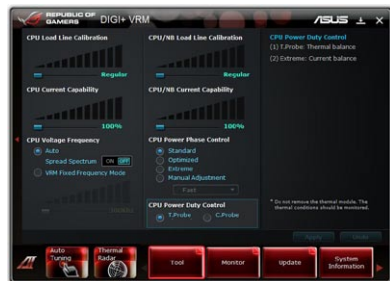 REPUBLIC OF
GAMERS
DIGI+ VRM
ASUS
CPU Load Line Calibration
Regular
CPU Current Capability
100%
CPU Voltage Frequency
Auto
Spread Spectrum ON OFF
VRM Fixed Frequency Mode
CPU/NB Load Line Calibration
Regular
CPU/NB Current Capability
100%
CPU Power Phase Control
Standard
Optimized
Extreme
Manual Adjustment
Fast
CPU Power Duty Control
T.Probe C.Probe
CPU Power Duty Control
(1) T.Probe: Thermal balance
(2) Extreme: Current balance
* Do not remove the thermal module. The
thermal conditions should be monitored.
Apply Undo
Auto
Tuning
Thermal
Radar
Tool
Monitor
Update
System
Information